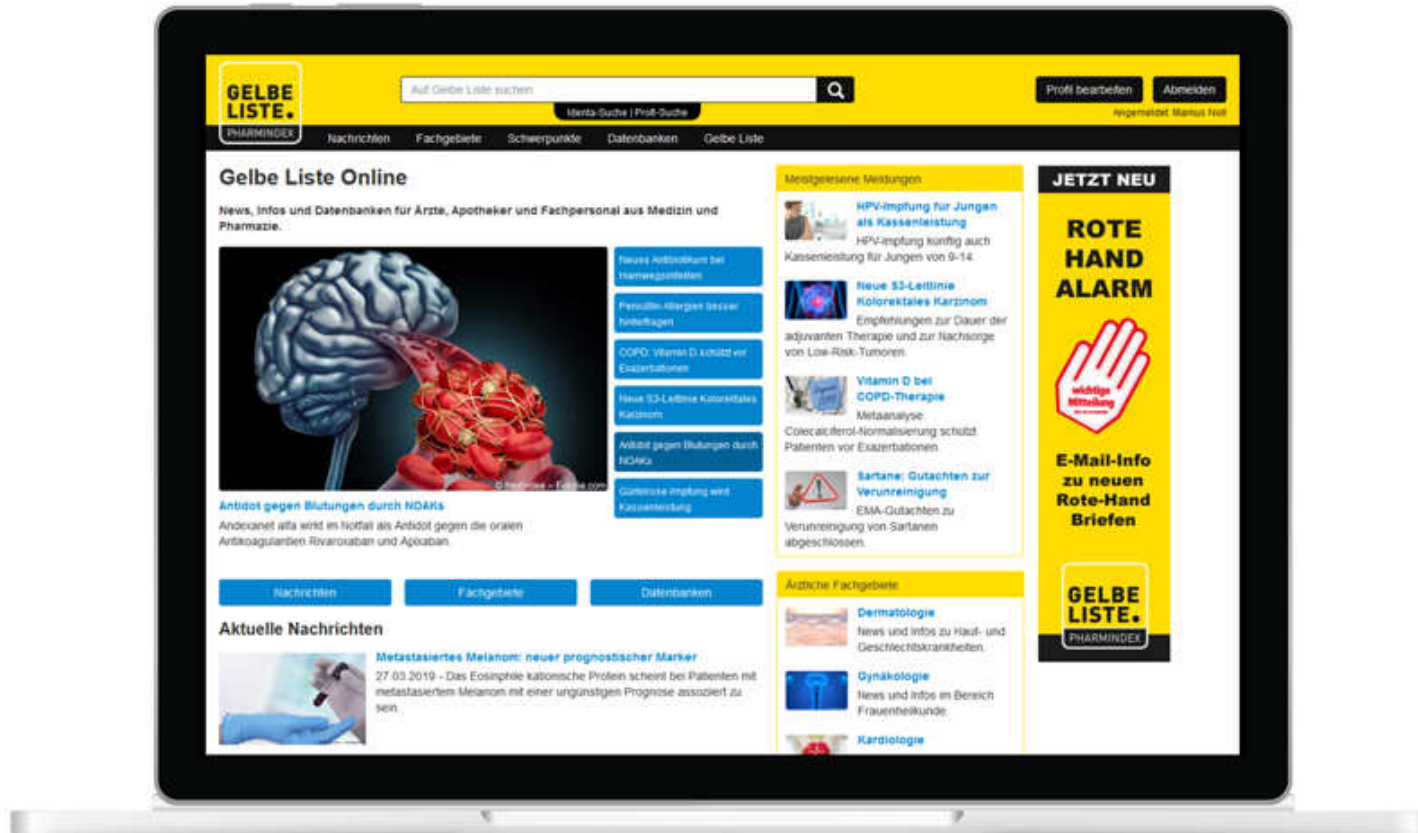 GELBE
LISTE.
PHARMINDEX
Auf Gelbe Liste suchen
Identa-Suche | Profi-Suche
Profil bearbeiten
Abmelden
Angemeldet: Marius Noll
Nachrichten
Fachgebiete
Schwerpunkte
Datenbanken
Gelbe Liste
Gelbe Liste Online
News, Infos und Datenbanken für Ärzte, Apotheker und Fachpersonal aus Medizin und
Pharmazie.
Neues Antibiotikum bei
Harnwegsinfekten
Penicillin-Allergien besser
hinterfragen
COPD: Vitamin D schützt vor
Exazerbationen
Neue S3-Leitlinie Kolorektales
Karzinom
Antidot gegen Blutungen durch
NOAKs
Gürtelrose-Impfung wird
Kassenleistung
Antidot gegen Blutungen durch NOAKs
Andexanet alfa wirkt im Notfall als Antidot gegen die oralen
Antikoagulantien Rivaroxaban und Apixaban.
Nachrichten
Fachgebiete
Datenbanken
Aktuelle Nachrichten
Metastasiertes Melanom: neuer prognostischer Marker
27.03.2019 - Das Eosinphile kationische Protein scheint bei Patienten mit
metastasiertem Melanom mit einer ungünstigen Prognose assoziiert zu
sein.
Meistgelesene Meldungen
HPV-Impfung für Jungen
als Kassenleistung
HPV-Impfung künftig auch
Kassenleistung für Jungen von 9-14.
Neue S3-Leitlinie
Kolorektales Karzinom
Empfehlungen zur Dauer der
adjuvanten Therapie und zur Nachsorge
von Low-Risk-Tumoren.
Vitamin D bei
COPD-Therapie
Metaanalyse:
Colecalciferol-Normalisierung schützt
Patienten vor Exazerbationen.
Sartane: Gutachten zur
Verunreinigung
EMA-Gutachten zu
Verunreinigung von Sartanen
abgeschlossen.
Ärztliche Fachgebiete
Dermatologie
News und Infos zu Haut- und
Geschlechtskrankheiten.
Gynäkologie
News und Infos im Bereich
Frauenheilkunde.
Kardiologie
JETZT NEU
ROTE
HAND
ALARM
wichtige
Mitteilung
E-Mail-Info
zu neuen
Rote-Hand
Briefen
GELBE
LISTE.
PHARMINDEX